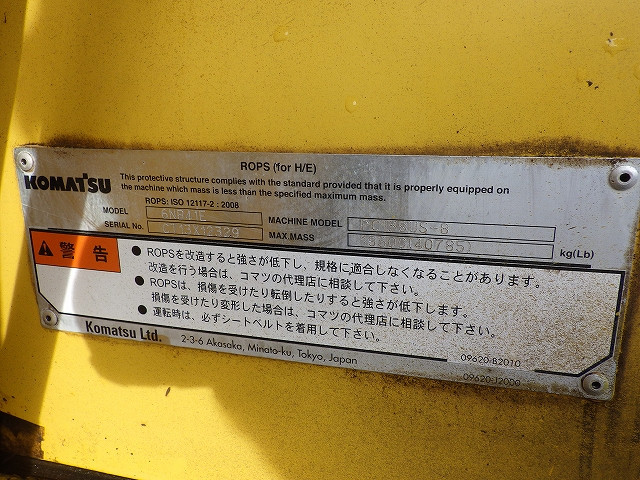 ROPS (for H/E)
KOMATSU
This protective structure complies with the standard provided that it is properly equipped on
the machine which mass is less than the specified maximum mass.
ROPS: ISO 12117-2 : 2008
MODEL
MACHINE MODEL
SERIAL No.
MAX.MASS
kg(Lb)
警告
● ROPSを改造すると強さが低下し、規格に適合しなくなることがあります。
改造を行う場合は、コマツの代理店に相談して下さい。
● ROPSは、損傷を受けたり転倒したりすると強さが低下します。
損傷を受けたり変形した場合は、コマツの代理店に相談して下さい。
● 運転時は、必ずシートベルトを着用して下さい。
Komatsu Ltd. 2-3-6 Akasaka, Minato-ku, Tokyo, Japan
09620-B2010
09620-J2000